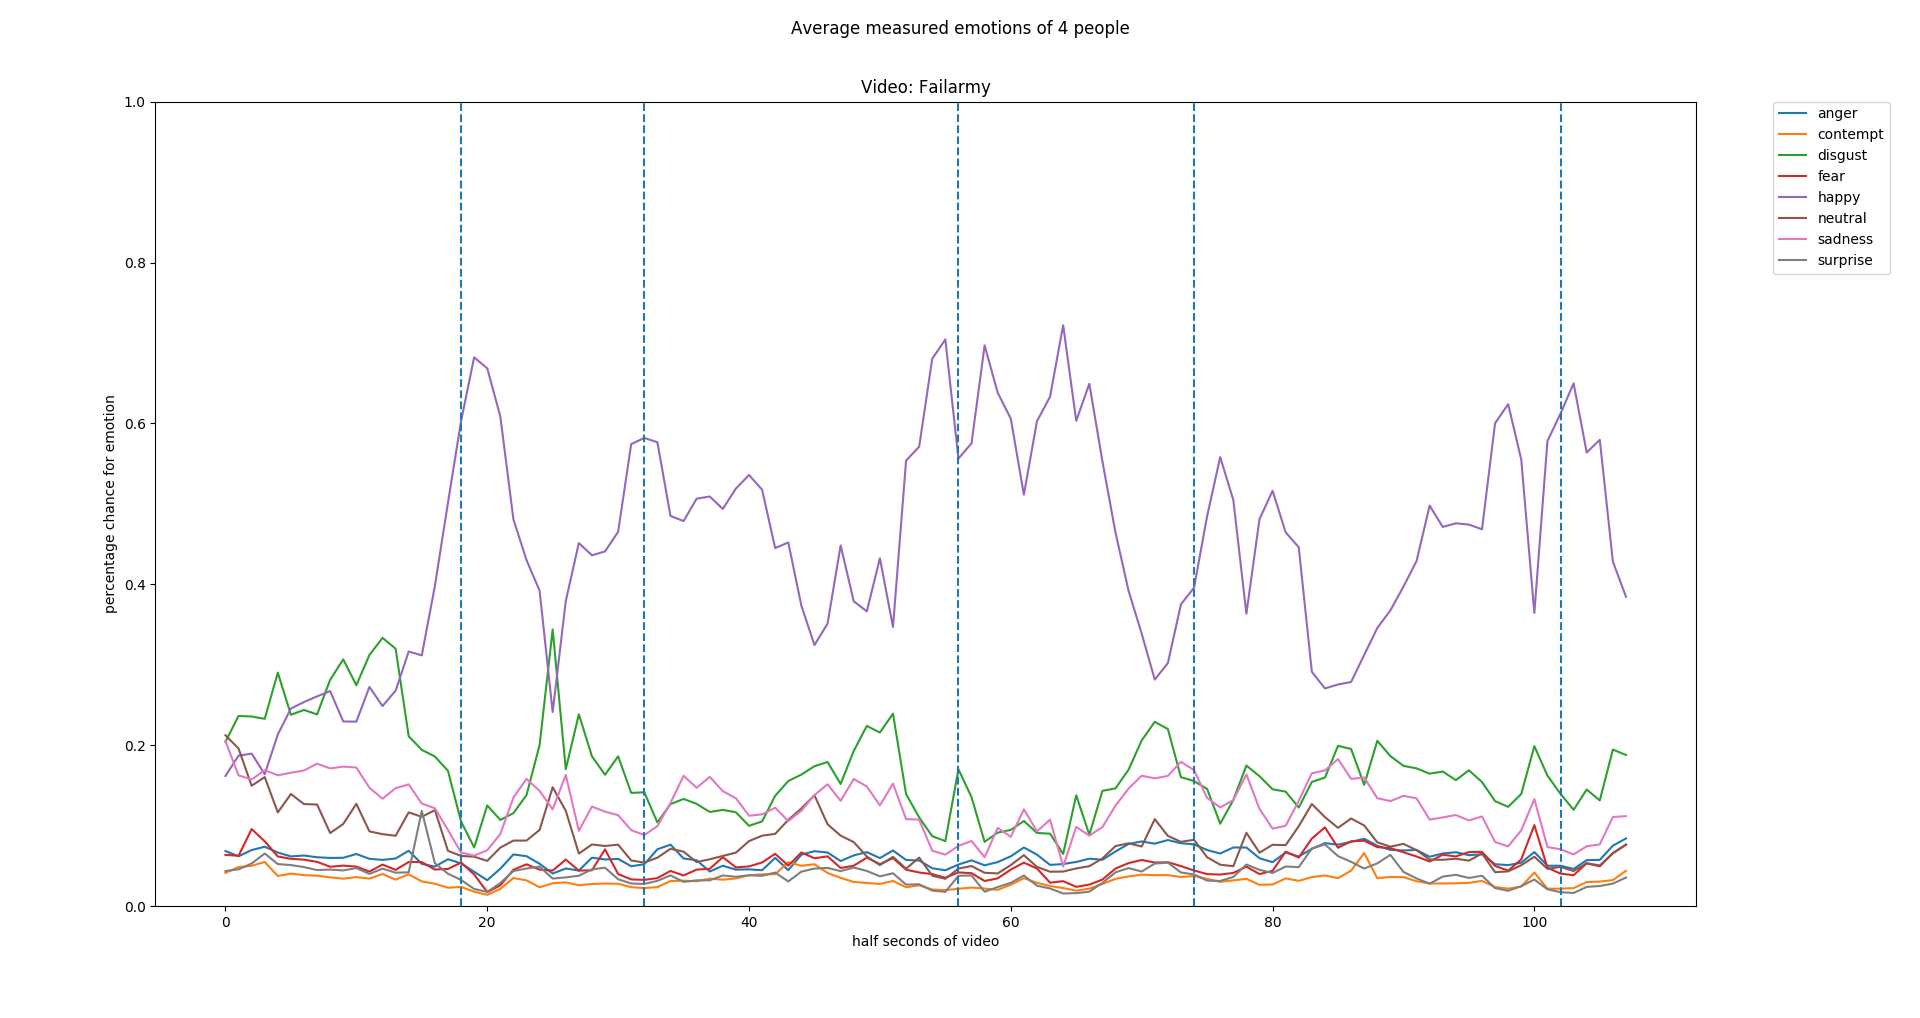 Average measured emotions of 4 people
Video: Failarmy
1.0
0.8
0.6
0.4
0.2
0.0
percentage chance for emotion
0 20 40 60 80 100
half seconds of video
anger
contempt
disgust
fear
happy
neutral
sadness
surprise